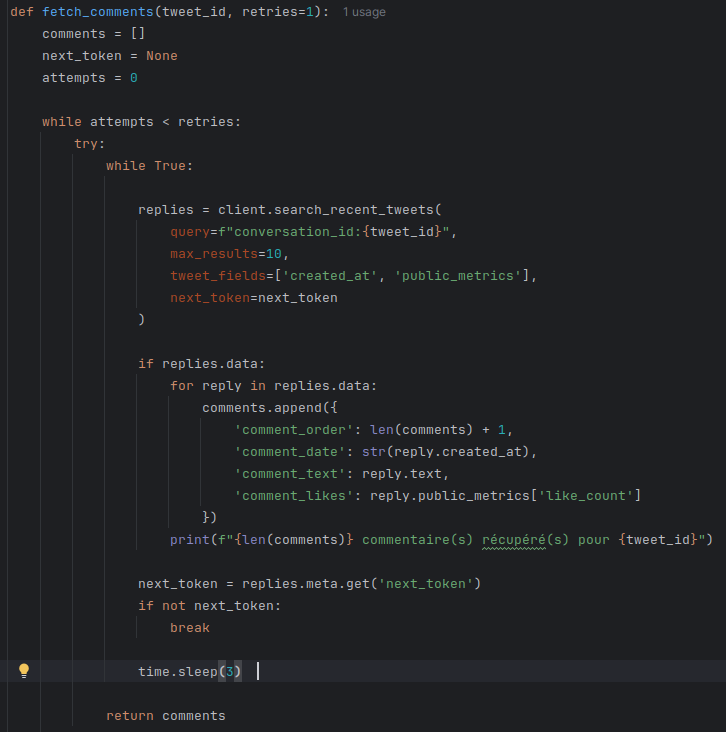 def fetch_comments(tweet_id, retries=1): 1 usage
comments = []
next_token = None
attempts = 0
while attempts < retries:
try:
while True:
replies = client.search_recent_tweets(
query=f"conversation_id:{tweet_id}",
max_results=10,
tweet_fields=['created_at', 'public_metrics'],
next_token=next_token
)
if replies.data:
for reply in replies.data:
comments.append({
'comment_order': len(comments) + 1,
'comment_date': str(reply.created_at),
'comment_text': reply.text,
'comment_likes': reply.public_metrics['like_count']
})
print(f"{len(comments)} commentaire(s) récupéré(s) pour {tweet_id}")
next_token = replies.meta.get('next_token')
if not next_token:
break
time.sleep(3)
return comments